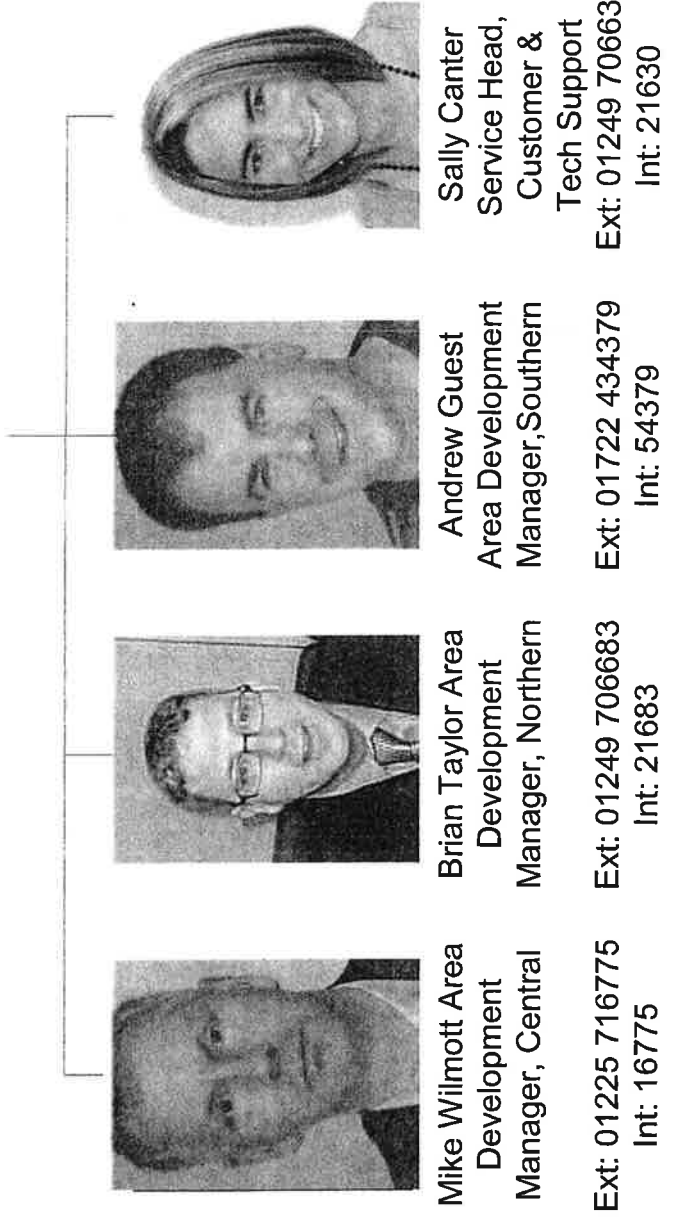 Mike Wilmott Area
Development
Manager, Central
Ext: 01225 716775
Int: 16775
Brian Taylor Area
Development
Manager, Northern
Ext: 01249 706683
Int: 21683
Andrew Guest
Area Development
Manager,Southern
Ext: 01722 434379
Int: 54379
Sally Canter
Service Head,
Customer &
Tech Support
Ext: 01249 70663
Int: 21630